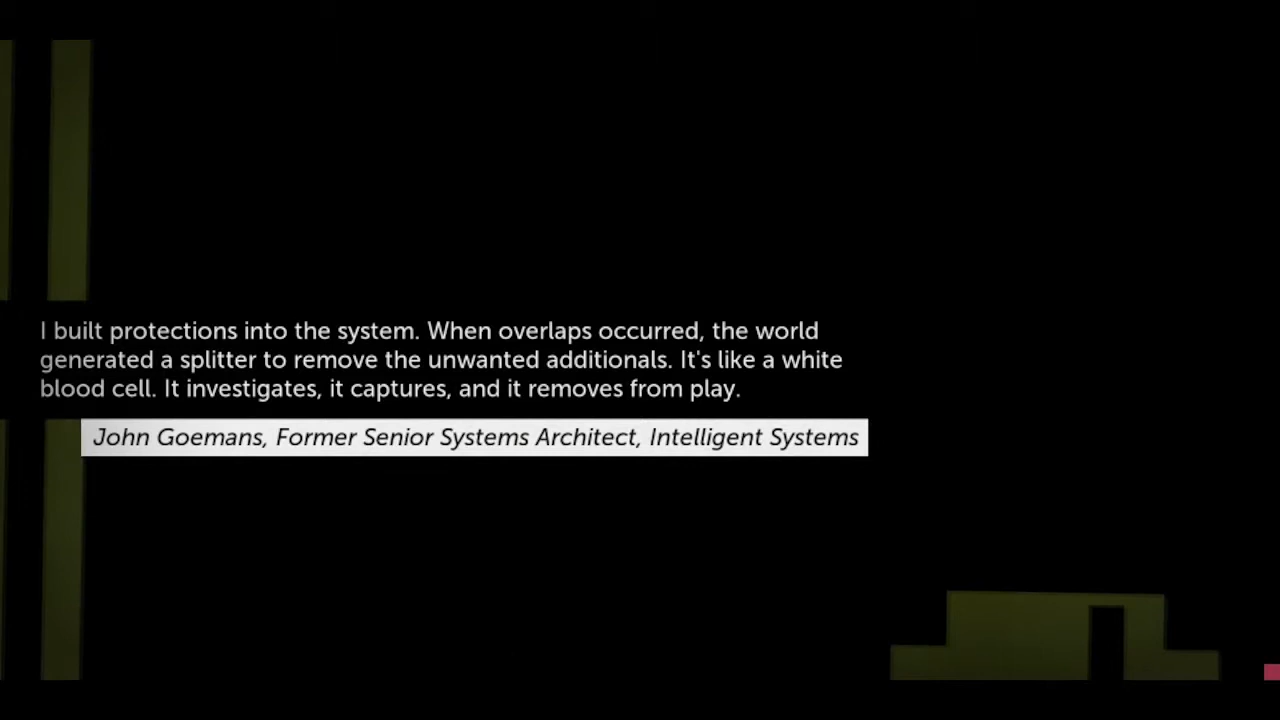 I built protections into the system. When overlaps occurred, the world
generated a splitter to remove the unwanted additionals. It's like a white
blood cell. It investigates, it captures, and it removes from play.
John Goemans, Former Senior Systems Architect, Intelligent Systems